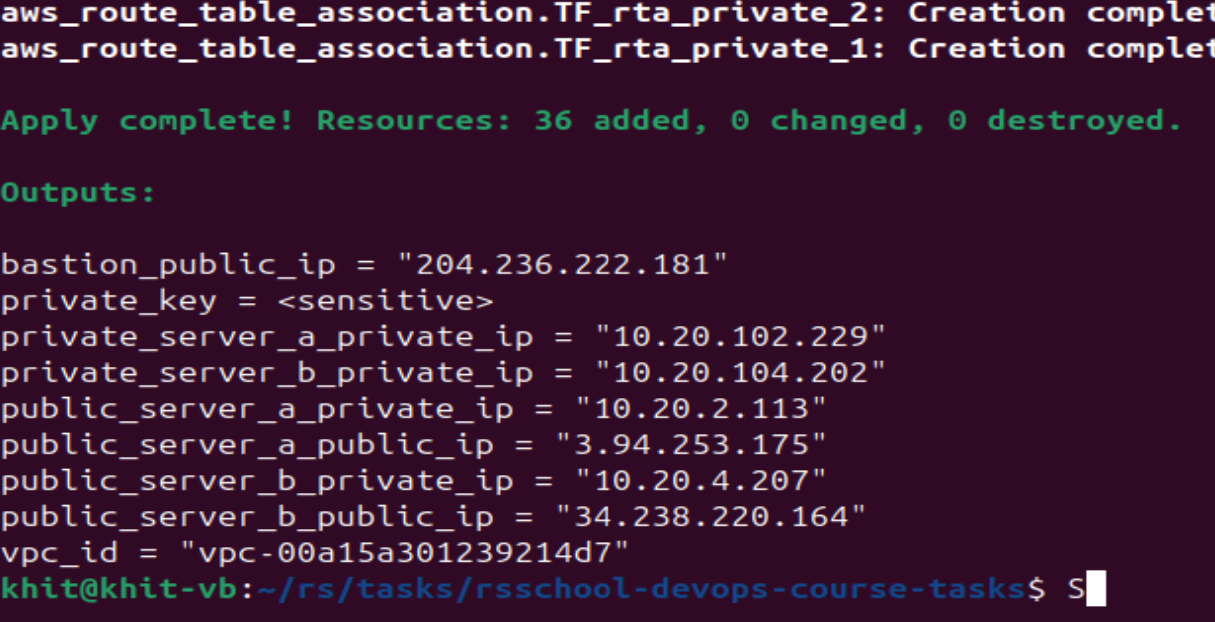 aws_route_table_association.TF_rta_private_2: Creation complet
aws_route_table_association.TF_rta_private_1: Creation complet
Apply complete! Resources: 36 added, 0 changed, 0 destroyed.
Outputs:
bastion_public_ip = "204.236.222.181"
private_key = <sensitive>
private_server_a_private_ip = "10.20.102.229"
private_server_b_private_ip = "10.20.104.202"
public_server_a_private_ip = "10.20.2.113"
public_server_a_public_ip = "3.94.253.175"
public_server_b_private_ip = "10.20.4.207"
public_server_b_public_ip = "34.238.220.164"
vpc_id = "vpc-00a15a301239214d7"
khit@khit-vb:~/rs/tasks/rsschool-devops-course-tasks$ S